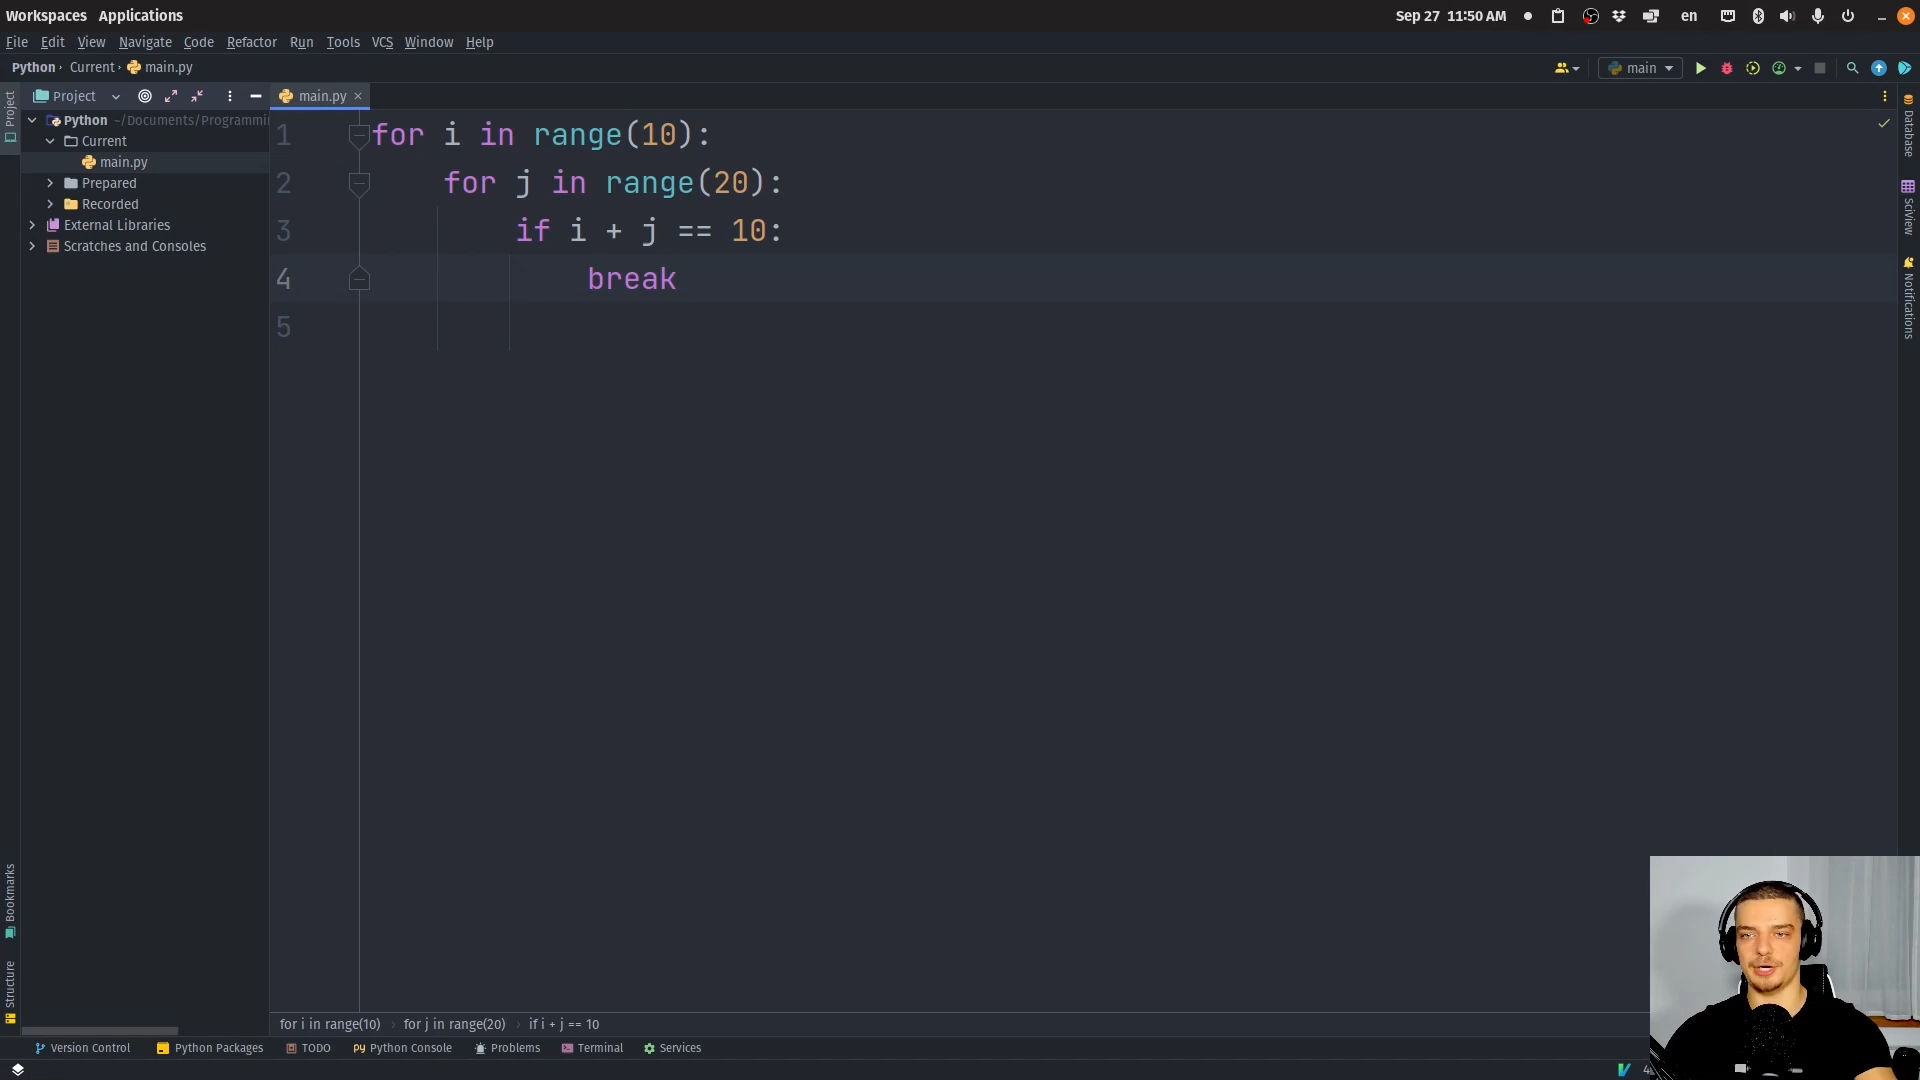 Workspaces Applications
Sep 27 11:50 AM
en
File Edit View Navigate Code Refactor Run Tools VCS Window Help
Python › Current › main.py
main
Project
main.py
Project
Python ~/Documents/Programmi
Current
main.py
Prepared
Recorded
External Libraries
Scratches and Consoles
1 for i in range(10):
2 for j in range(20):
3 if i + j == 10:
4 break
5
Database
SciView
Notifications
Bookmarks
Structure
for i in range(10) › for j in range(20) › if i + j == 10
Version Control Python Packages TODO Python Console Problems Terminal Services